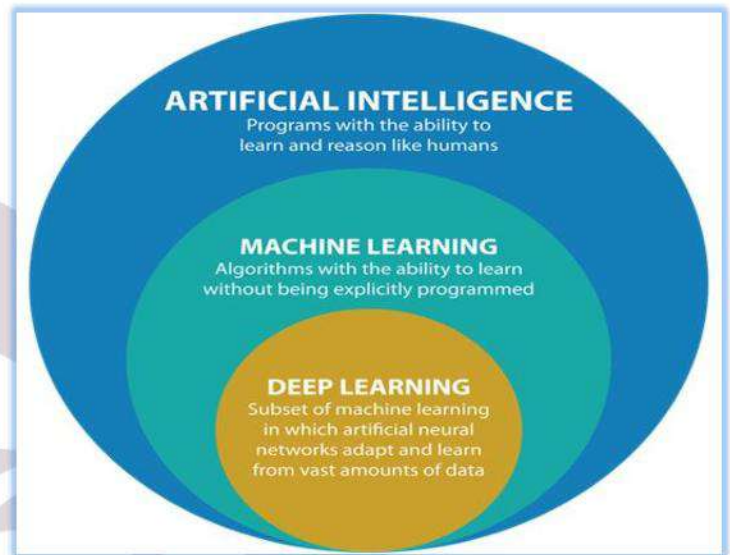 ARTIFICIAL INTELLIGENCE
Programs with the ability to
learn and reason like humans
MACHINE LEARNING
Algorithms with the ability to learn
without being explicitly programmed
DEEP LEARNING
Subset of machine learning
in which artificial neural
networks adapt and learn
from vast amounts of data